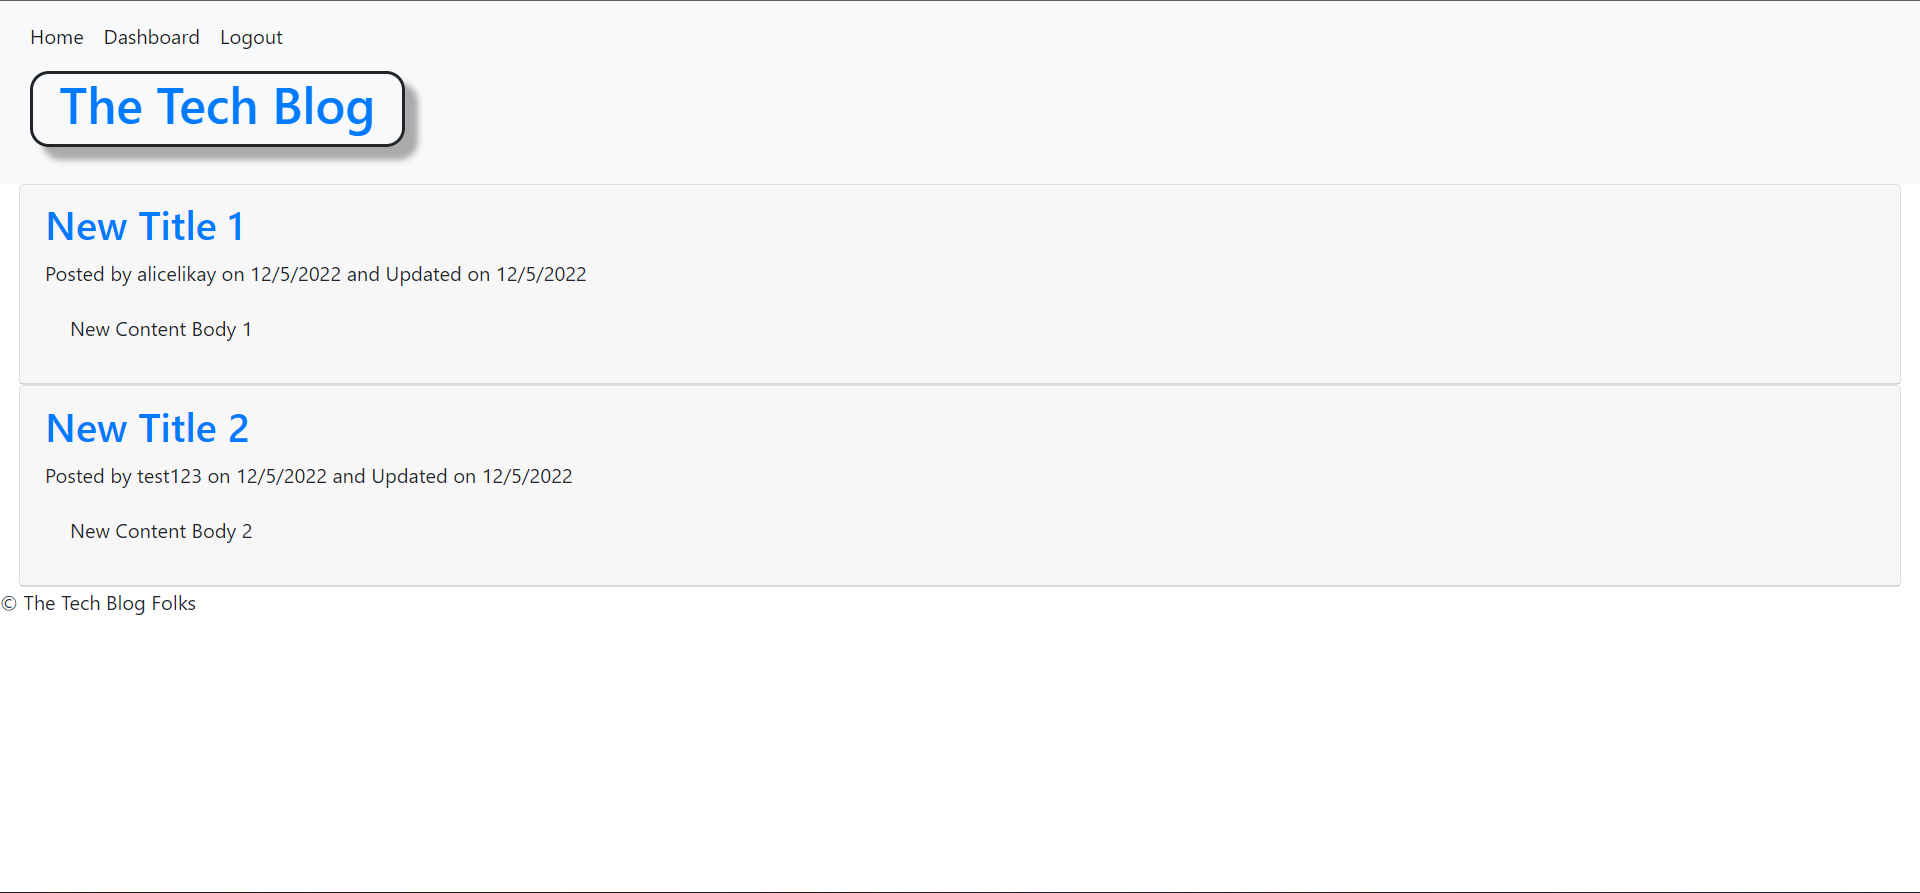 Home Dashboard Logout
The Tech Blog
New Title 1
Posted by alicelikay on 12/5/2022 and Updated on 12/5/2022
New Content Body 1
New Title 2
Posted by test123 on 12/5/2022 and Updated on 12/5/2022
New Content Body 2
© The Tech Blog Folks